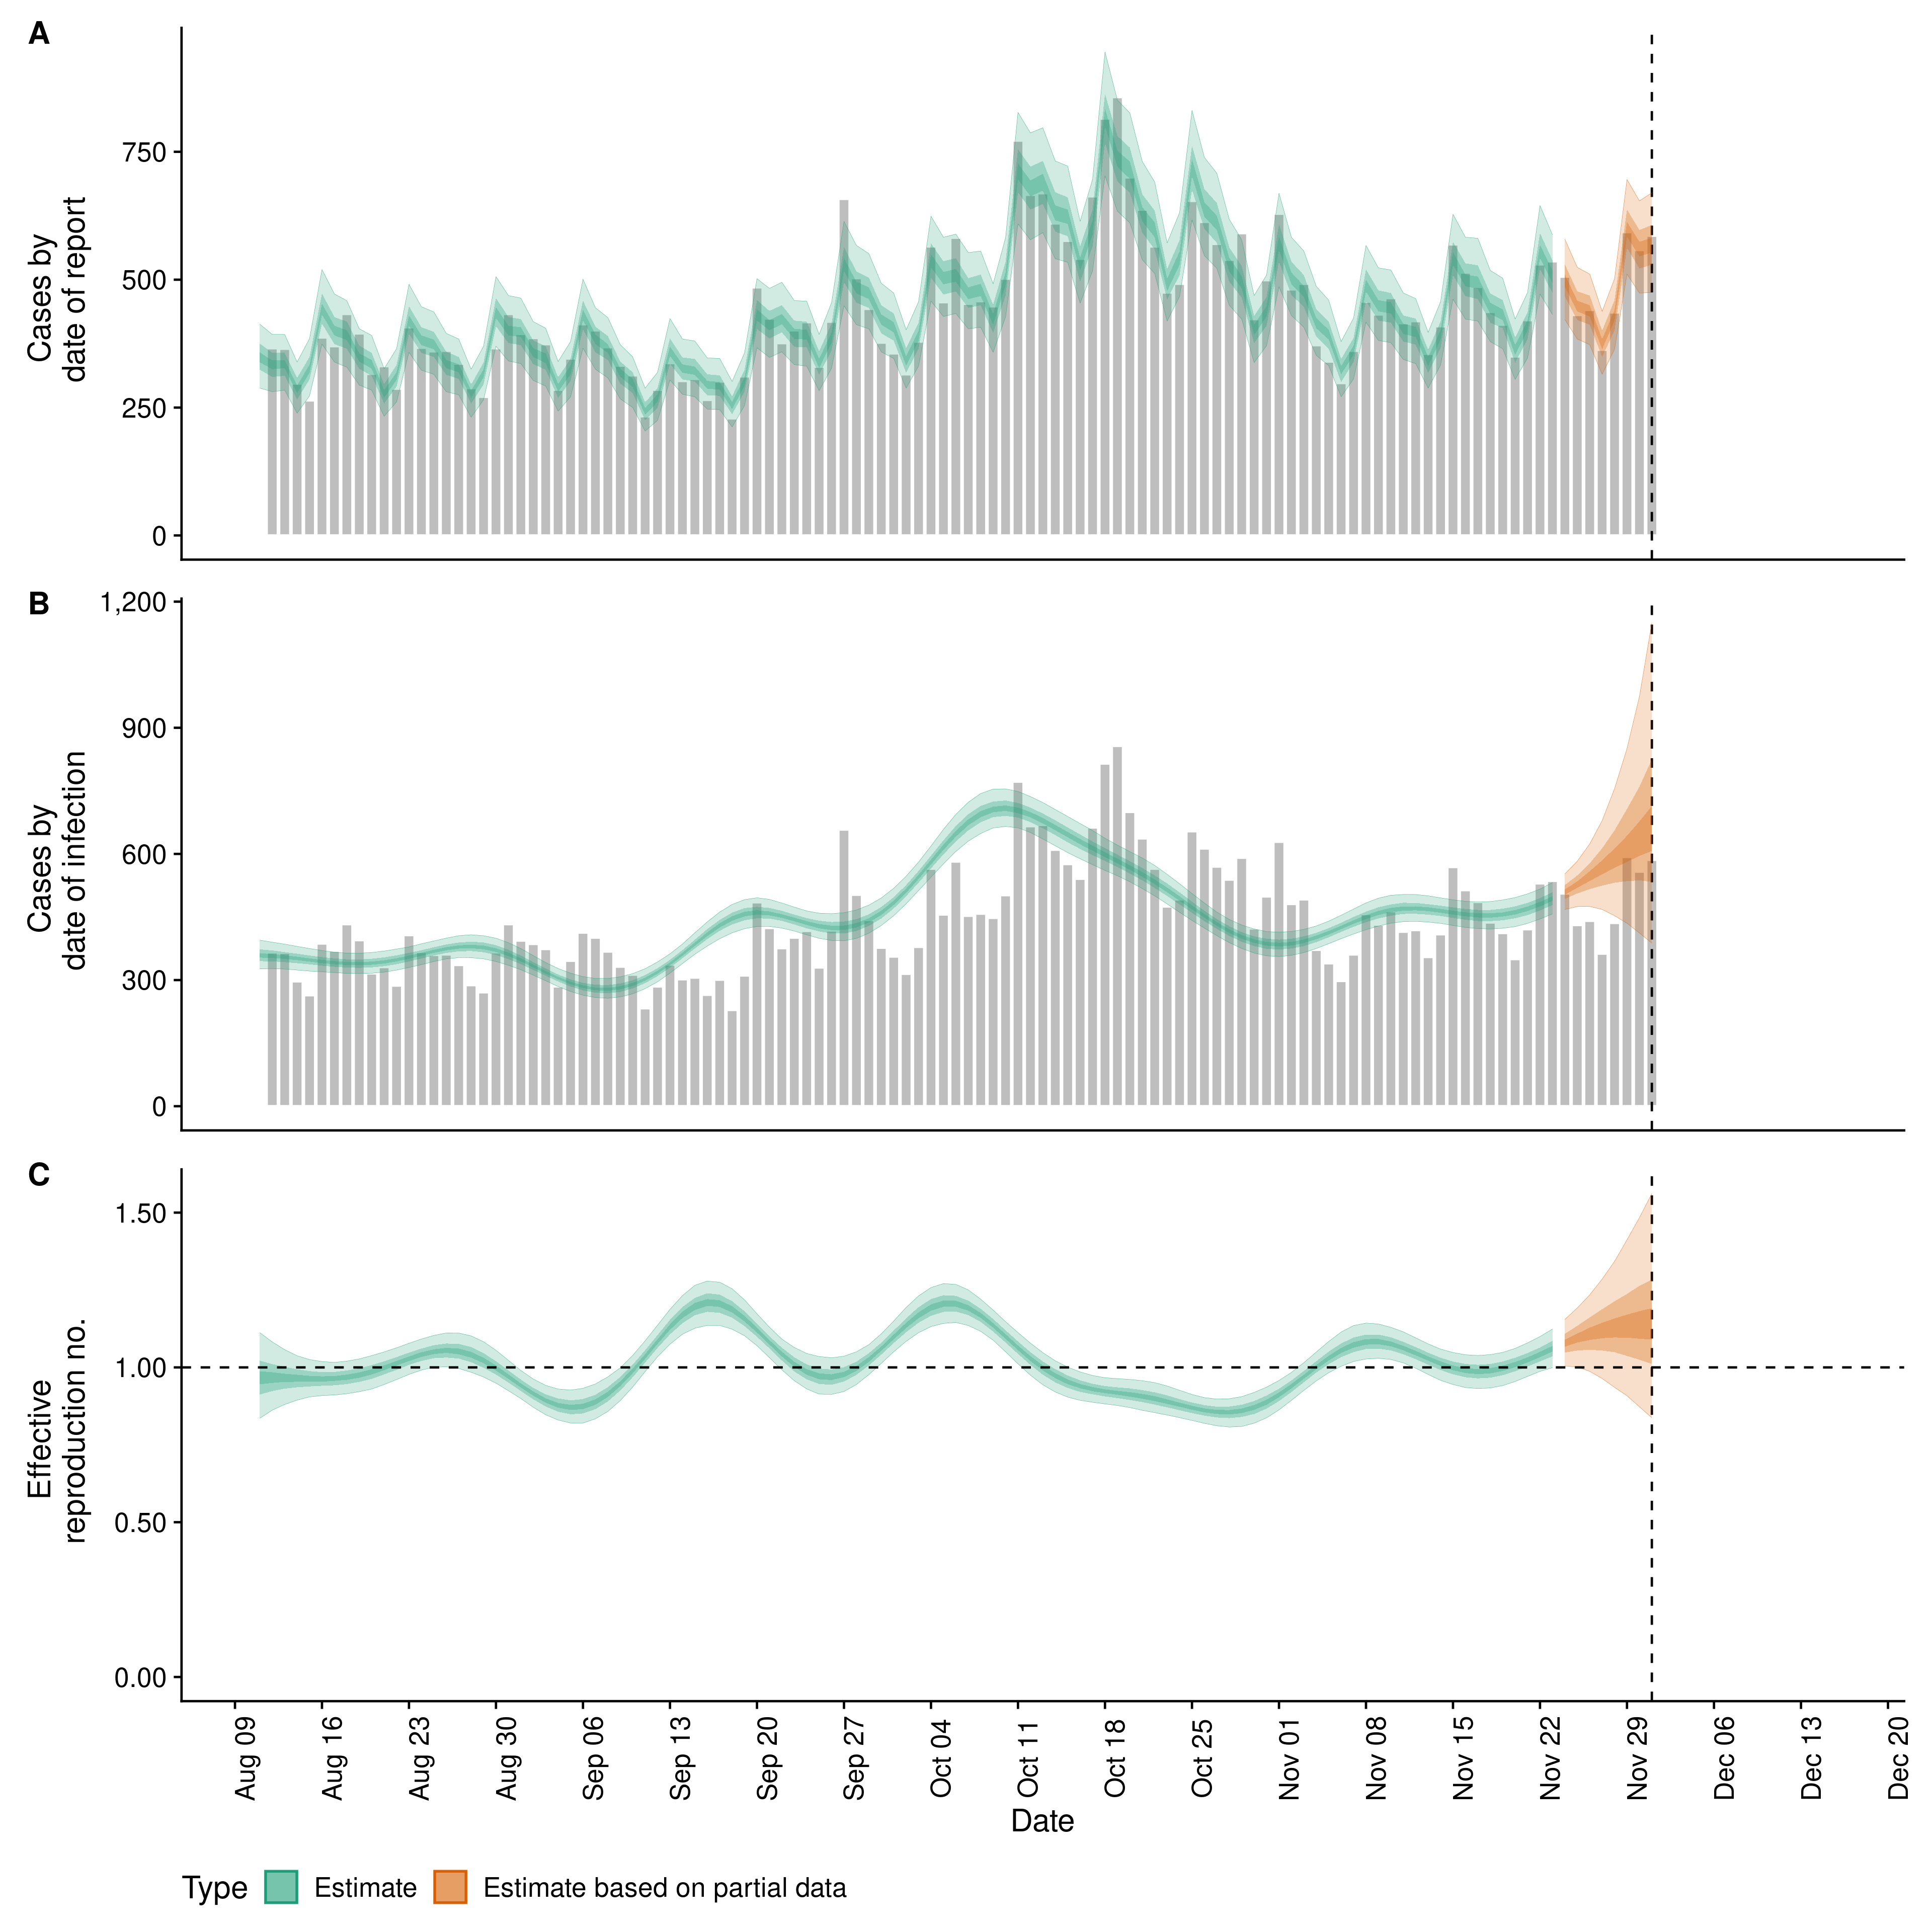 A
Cases by
date of report
750
500
250
0
B
Cases by
date of infection
1,200
900
600
300
0
C
Effective
reproduction no.
1.50
1.00
0.50
0.00
Aug 09
Aug 16
Aug 23
Aug 30
Sep 06
Sep 13
Sep 20
Sep 27
Oct 04
Oct 11
Oct 18
Oct 25
Nov 01
Nov 08
Nov 15
Nov 22
Nov 29
Dec 06
Dec 13
Dec 20
Date
Type Estimate Estimate based on partial data